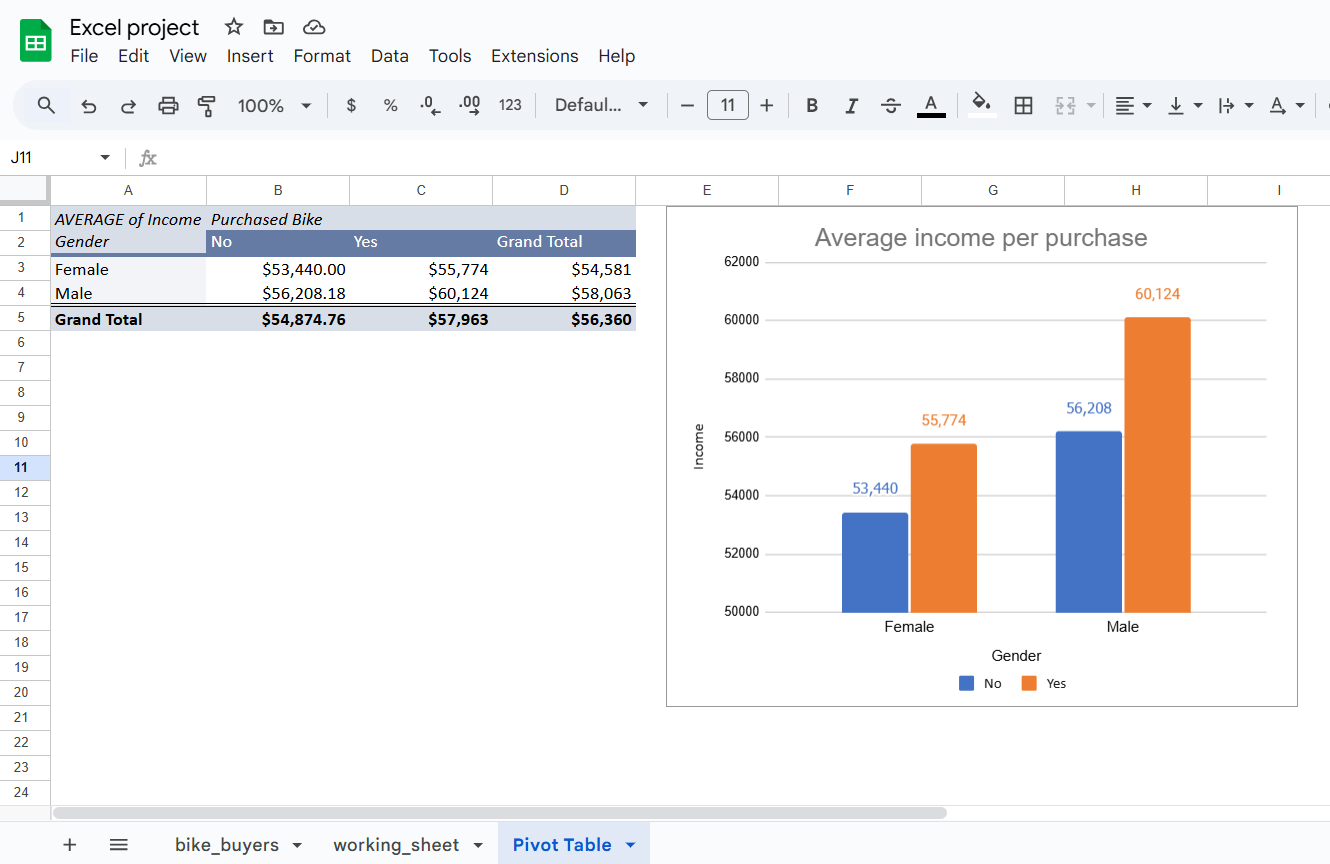 Excel project
File Edit View Insert Format Data Tools Extensions Help
100% $ % .0 .00 123 Defaul... 11 B I S A A
J11 fx
A B C D E F G H I
1 AVERAGE of Income Purchased Bike
2 Gender No Yes Grand Total
3 Female $53,440.00 $55,774 $54,581
4 Male $56,208.18 $60,124 $58,063
5 Grand Total $54,874.76 $57,963 $56,360
6
7
8
9
10
11
12
13
14
15
16
17
18
19
20
21
22
23
24
Average income per purchase
62000
60,124
60000
58000
56,208
55,774
56000
Income
53,440
54000
52000
50000
Female Male
Gender
No Yes
bike_buyers working_sheet Pivot Table